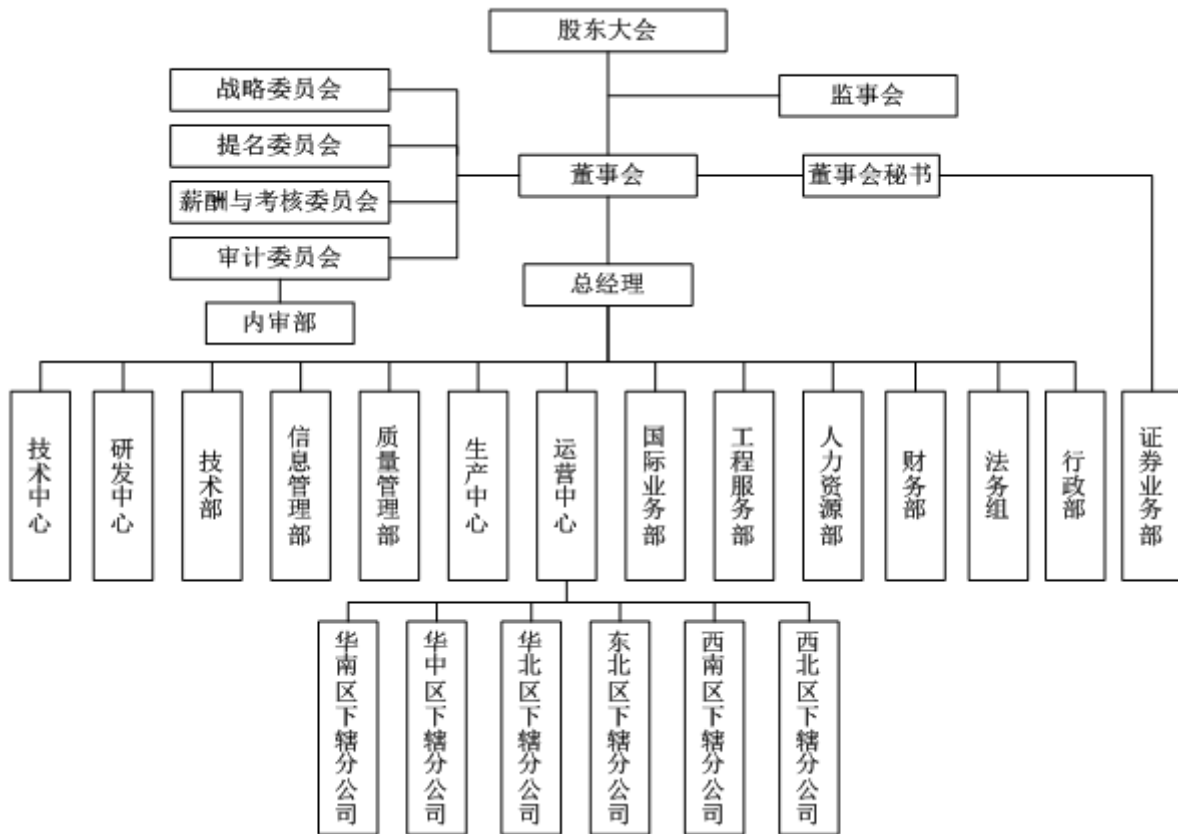 股东大会
战略委员会
监事会
提名委员会
董事会
董事会秘书
薪酬与考核委员会
审计委员会
总经理
内审部
技术中心
研发中心
技术部
信息管理部
质量管理部
生产中心
运营中心
国际业务部
工程服务部
人力资源部
财务部
法务组
行政部
证券业务部
华南区下辖分公司
华中区下辖分公司
华北区下辖分公司
东北区下辖分公司
西南区下辖分公司
西北区下辖分公司